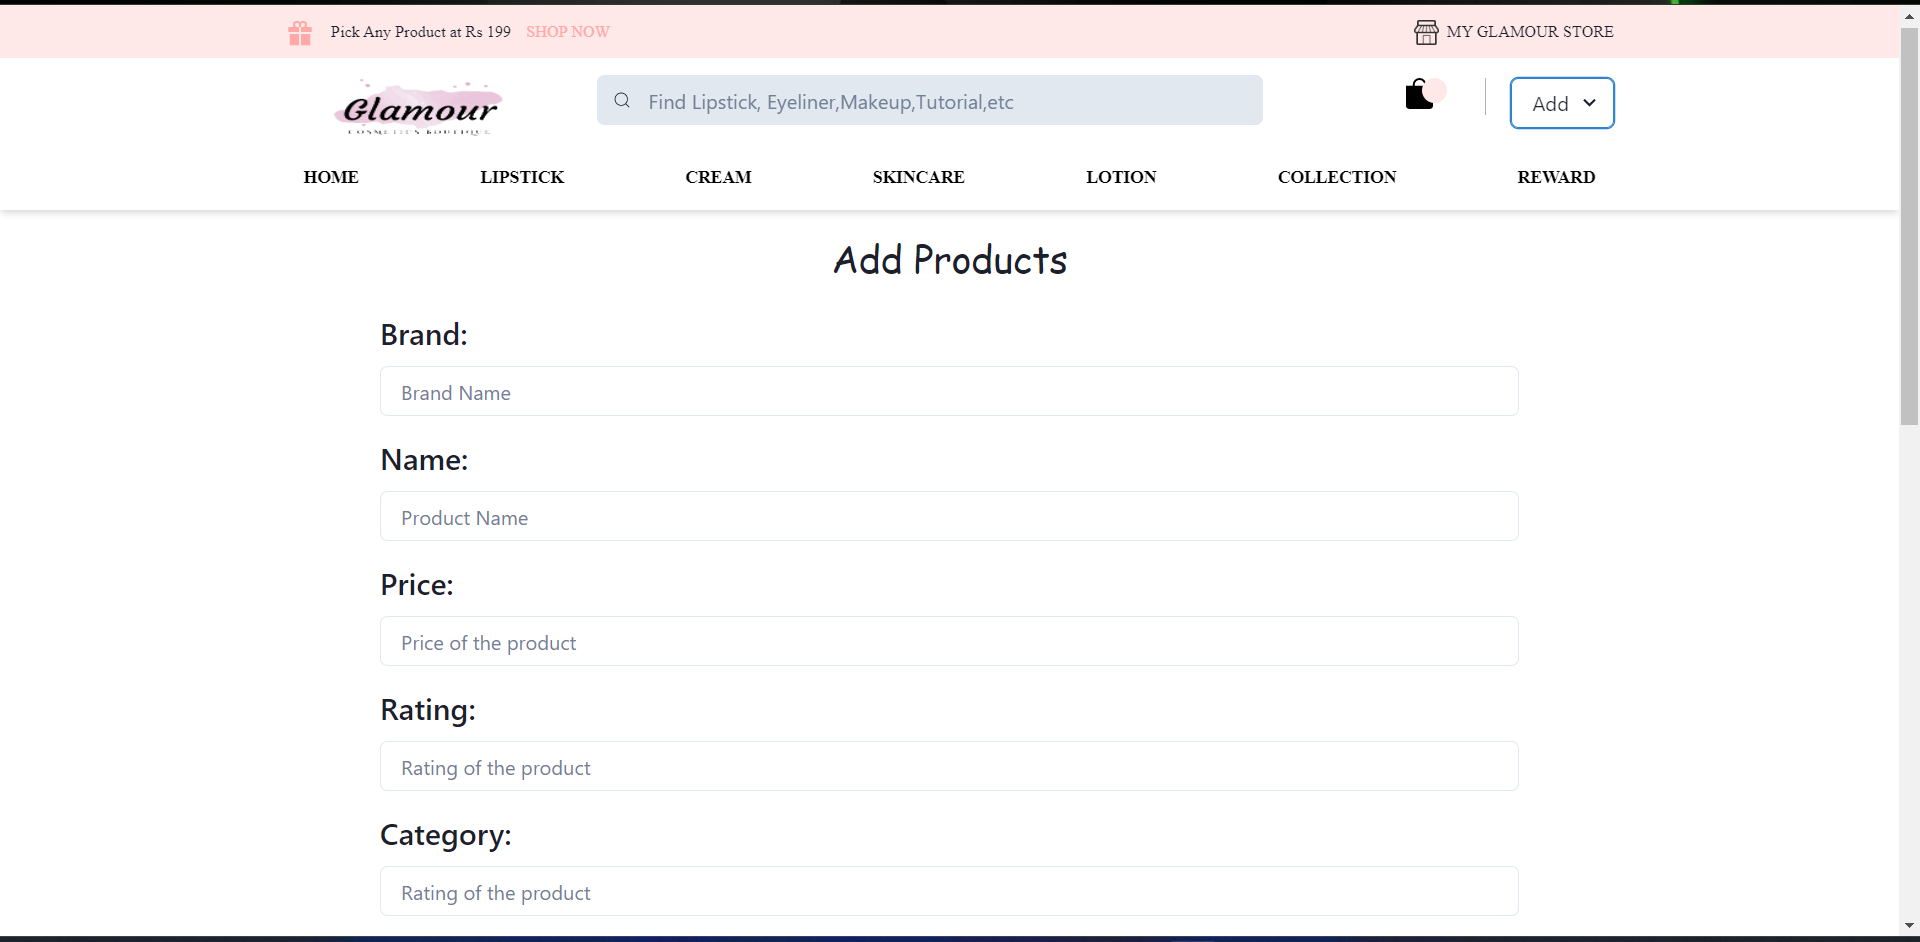 Pick Any Product at Rs 199 SHOP NOW
MY GLAMOUR STORE
Glamour
COSMETICS BOUTIQUE
Find Lipstick, Eyeliner,Makeup,Tutorial,etc
Add
HOME LIPSTICK CREAM SKINCARE LOTION COLLECTION REWARD
Add Products
Brand:
Brand Name
Name:
Product Name
Price:
Price of the product
Rating:
Rating of the product
Category:
Rating of the product